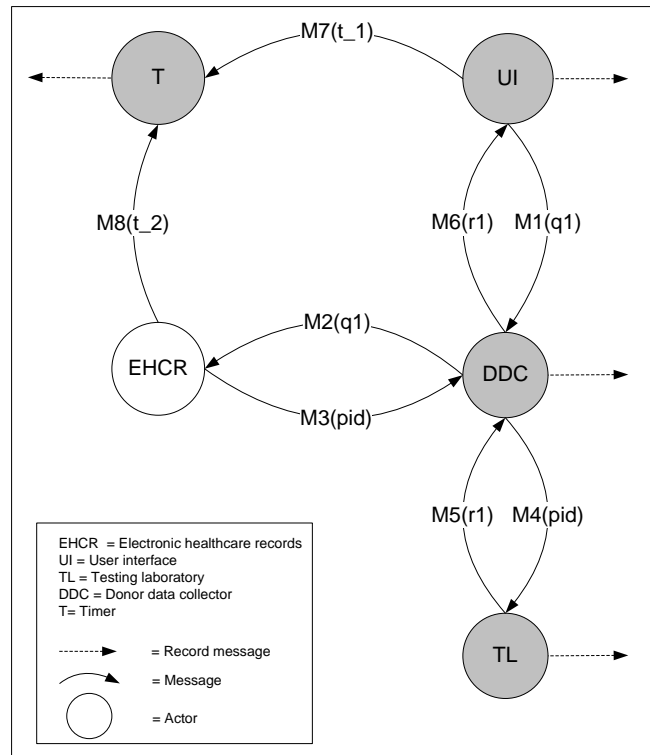 M7(t_1)
T
UI
M8(t_2)
M6(r1)
M1(q1)
M2(q1)
EHCR
DDC
M3(pid)
M5(r1)
M4(pid)
TL
EHCR = Electronic healthcare records
UI = User interface
TL = Testing laboratory
DDC = Donor data collector
T= Timer
= Record message
= Message
= Actor